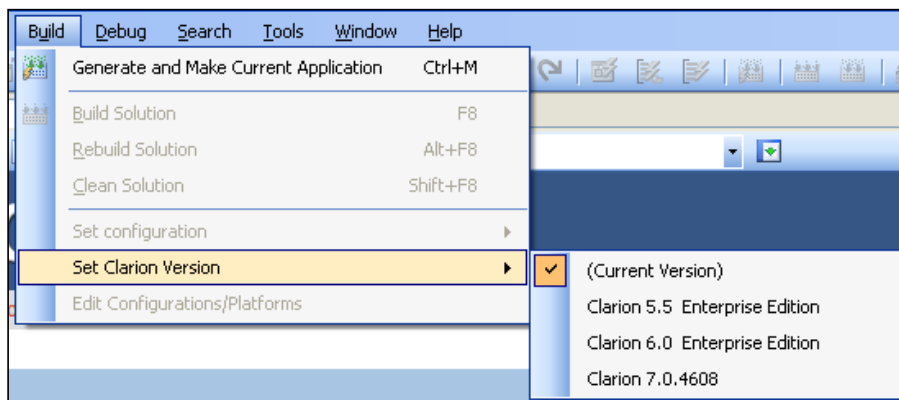 Build Debug Search Tools Window Help
Generate and Make Current Application Ctrl+M
Build Solution F8
Rebuild Solution Alt+F8
Clean Solution Shift+F8
Set configuration
Set Clarion Version
Edit Configurations/Platforms
(Current Version)
Clarion 5.5 Enterprise Edition
Clarion 6.0 Enterprise Edition
Clarion 7.0.4608